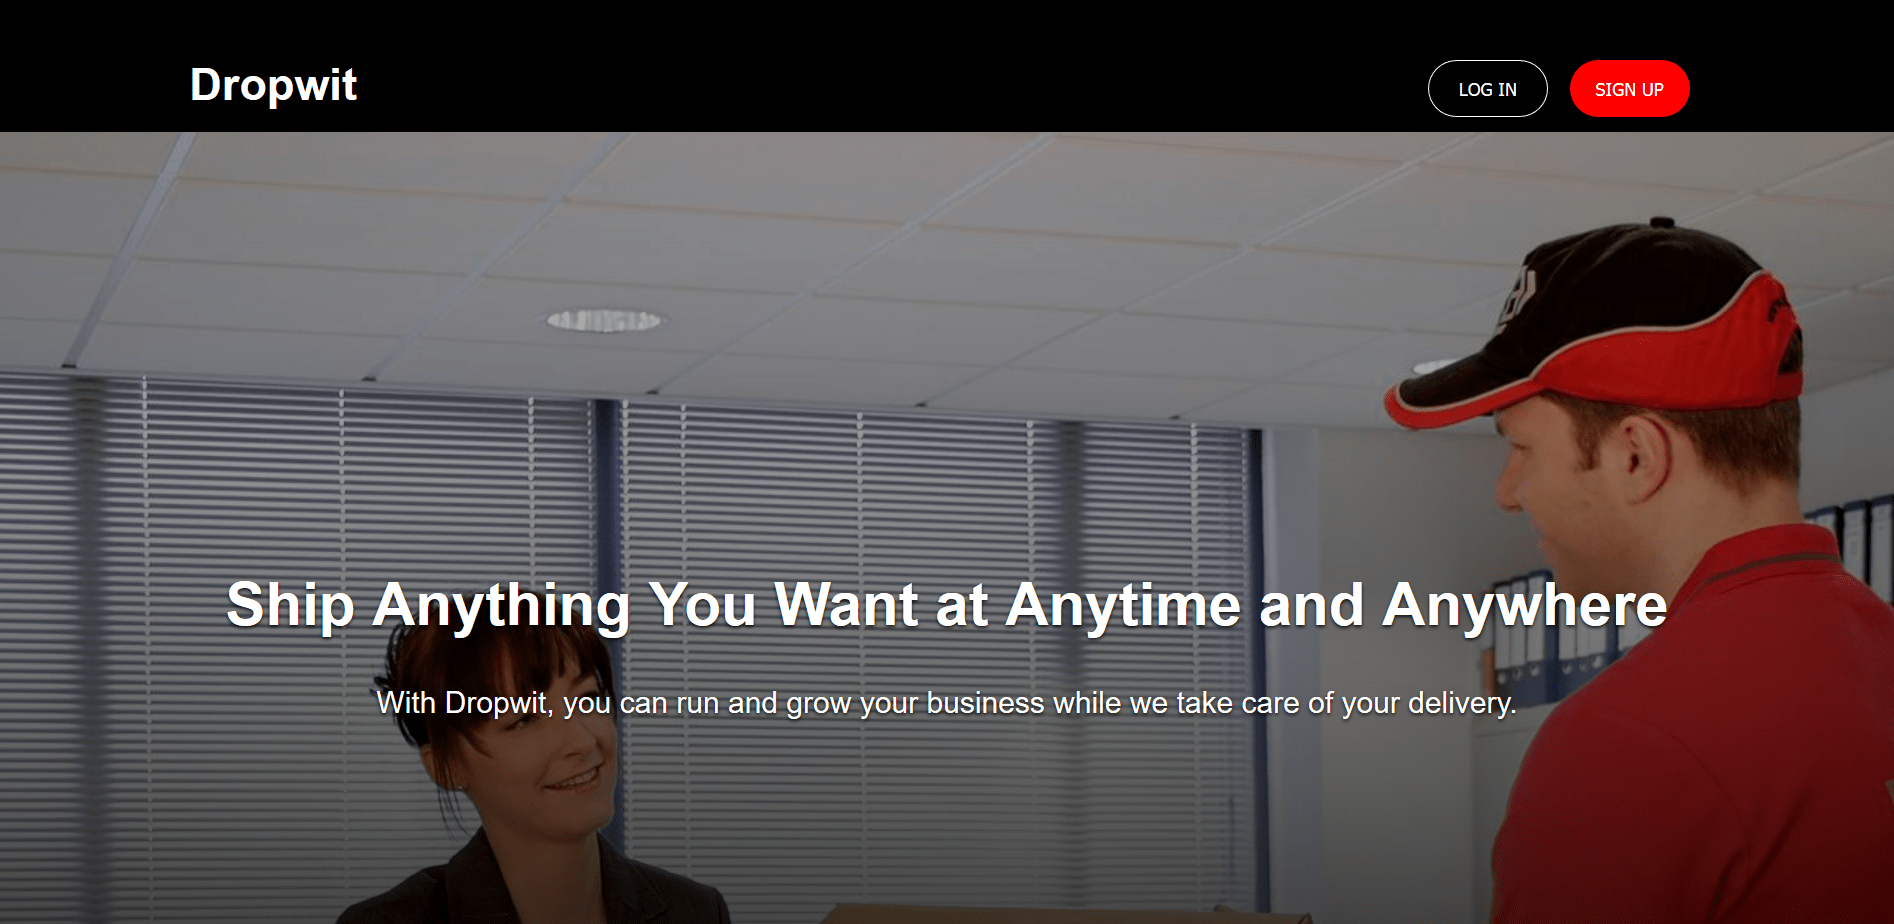 Dropwit
LOG IN
SIGN UP
Ship Anything You Want at Anytime and Anywhere
With Dropwit, you can run and grow your business while we take care of your delivery.